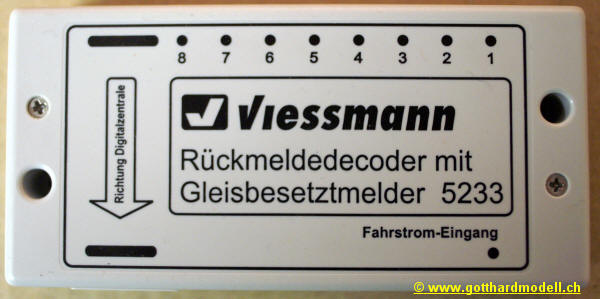 8 7 6 5 4 3 2 1
Richtung Digitalzentrale
Viessmann
Rückmeldedecoder mit
Gleisbesetztmelder 5233
Fahrstrom-Eingang
© www.gotthardmodell.ch